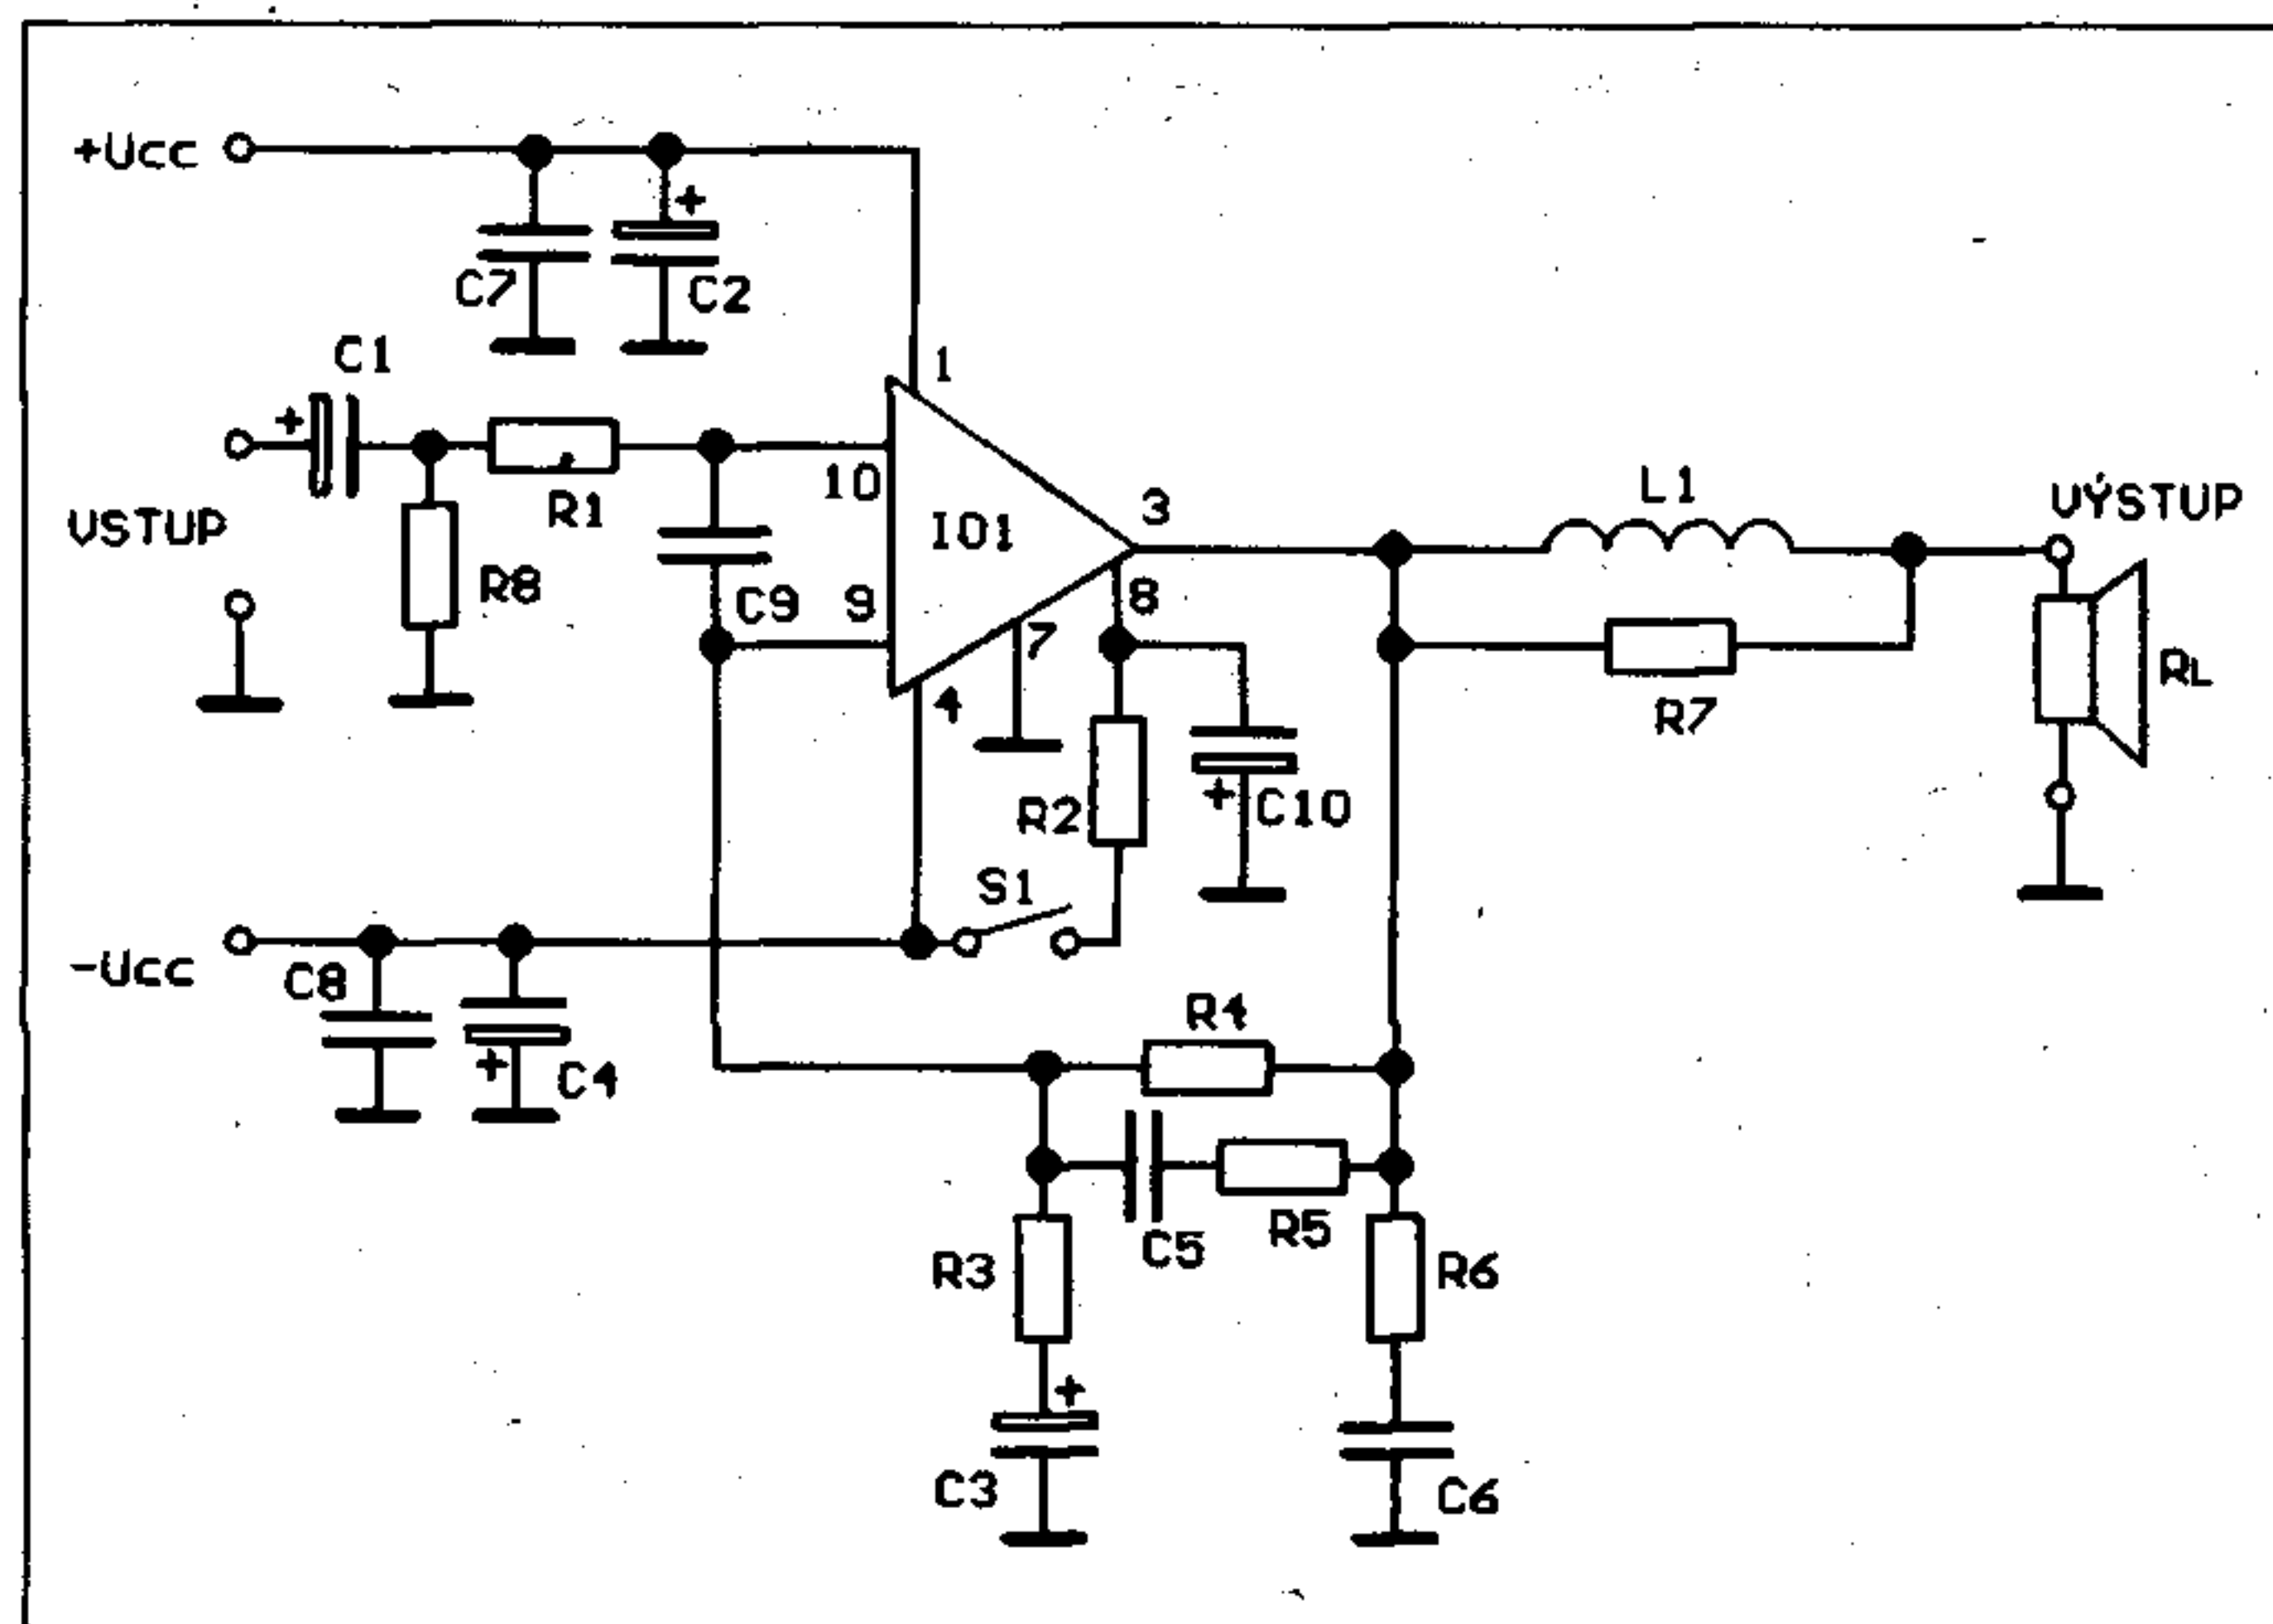 +Ucc
+
C7
C2
C1
1
+
10
R1
IO1
3
L1
VÝSTUP
VSTUP
R8
C9
9
8
7
4
RL
R7
R2
+
C10
S1
-Ucc
C8
+
C4
R4
C5
R5
R3
R6
+
C3
C6